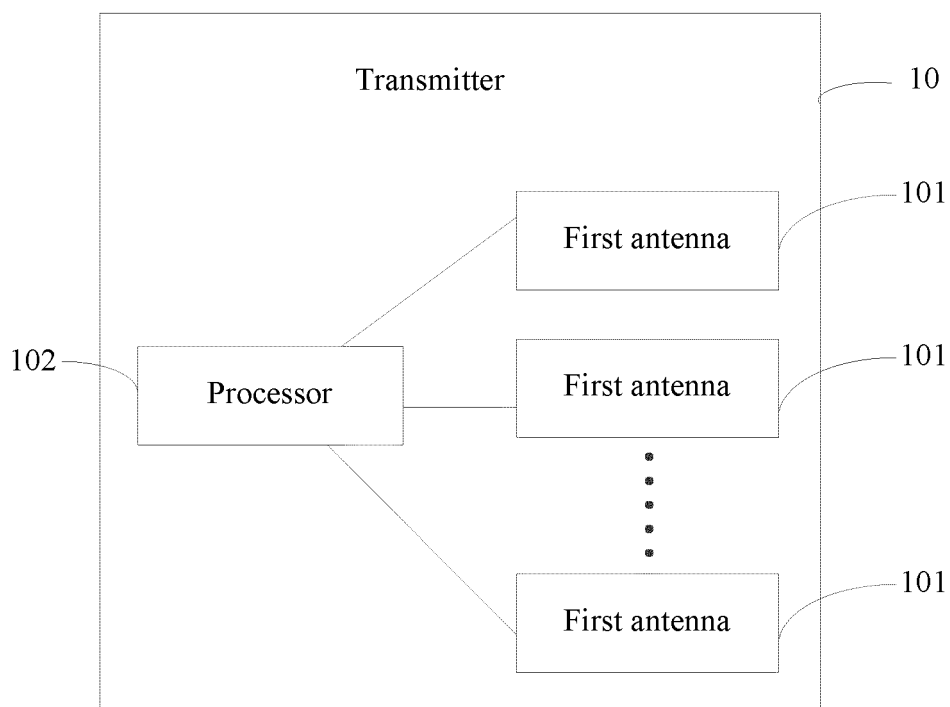 Transmitter
10
101
First antenna
101
First antenna
102
Processor
101
First antenna